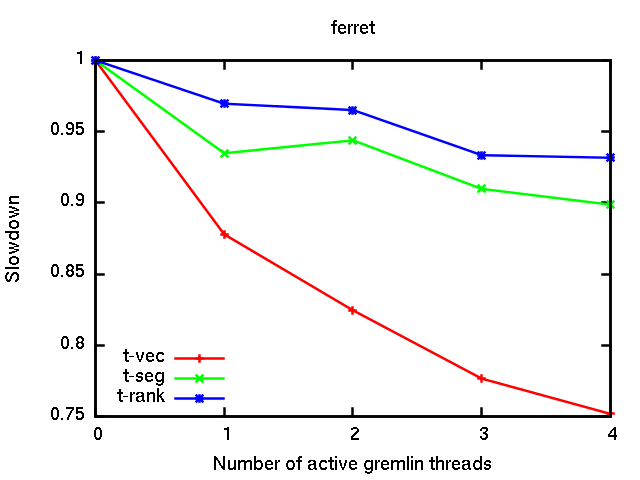 ferret
1
0.95
0.9
0.85
0.8
0.75
Slowdown
t-vec
t-seg
t-rank
0 1 2 3 4
Number of active gremlin threads